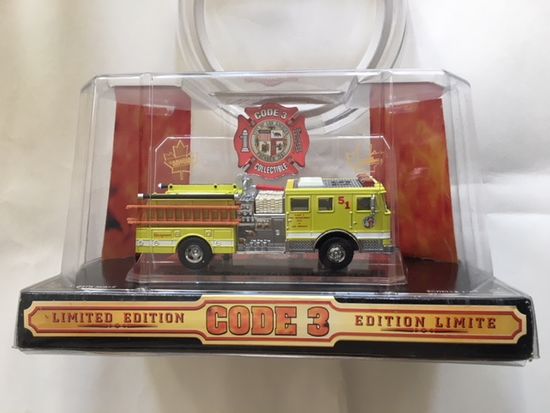 CODE 3
COLLECTIBLE
51
LIMITED EDITION
CODE 3
EDITION LIMITE